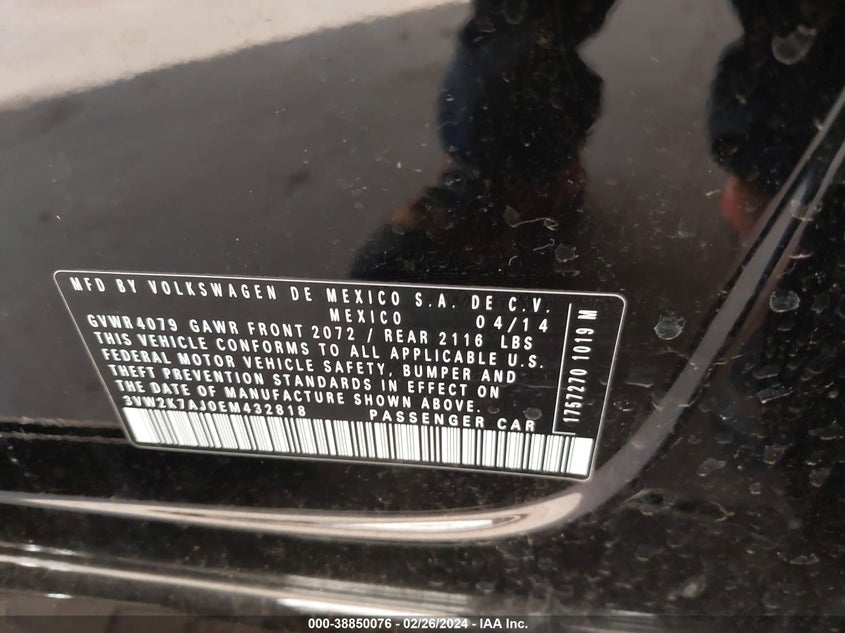 MFD BY VOLKSWAGEN DE MEXICO S.A. DE C.V.
MEXICO 04/14
GVWR 4079 GAWR FRONT 2072 / REAR 2116 LBS
THIS VEHICLE CONFORMS TO ALL APPLICABLE U.S.
FEDERAL MOTOR VEHICLE SAFETY, BUMPER AND
THEFT PREVENTION STANDARDS IN EFFECT ON
THE DATE OF MANUFACTURE SHOWN ABOVE.
3VW2K7AJ0EM432818 PASSENGER CAR
1757270 1019 M
000-38850076 - 02/26/2024 - IAA Inc.